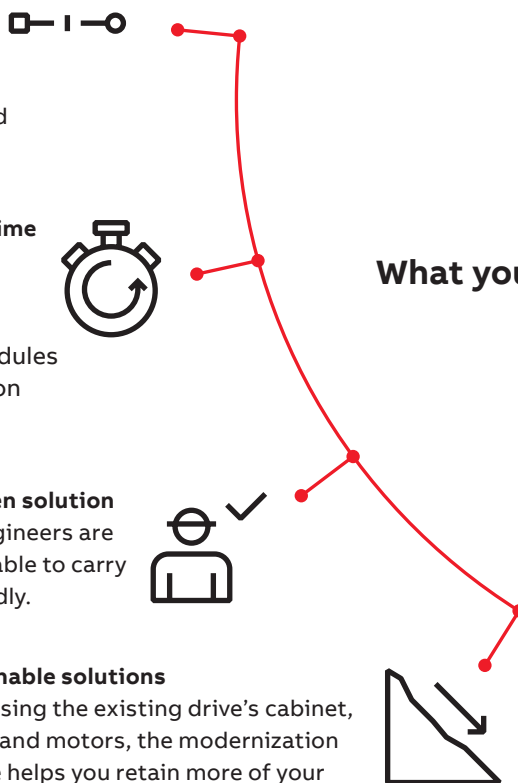 d
ime
What you
dules
on
en solution
gineers are
able to carry
dly.
nable solutions
sing the existing drive’s cabinet,
and motors, the modernization
e helps you retain more of your